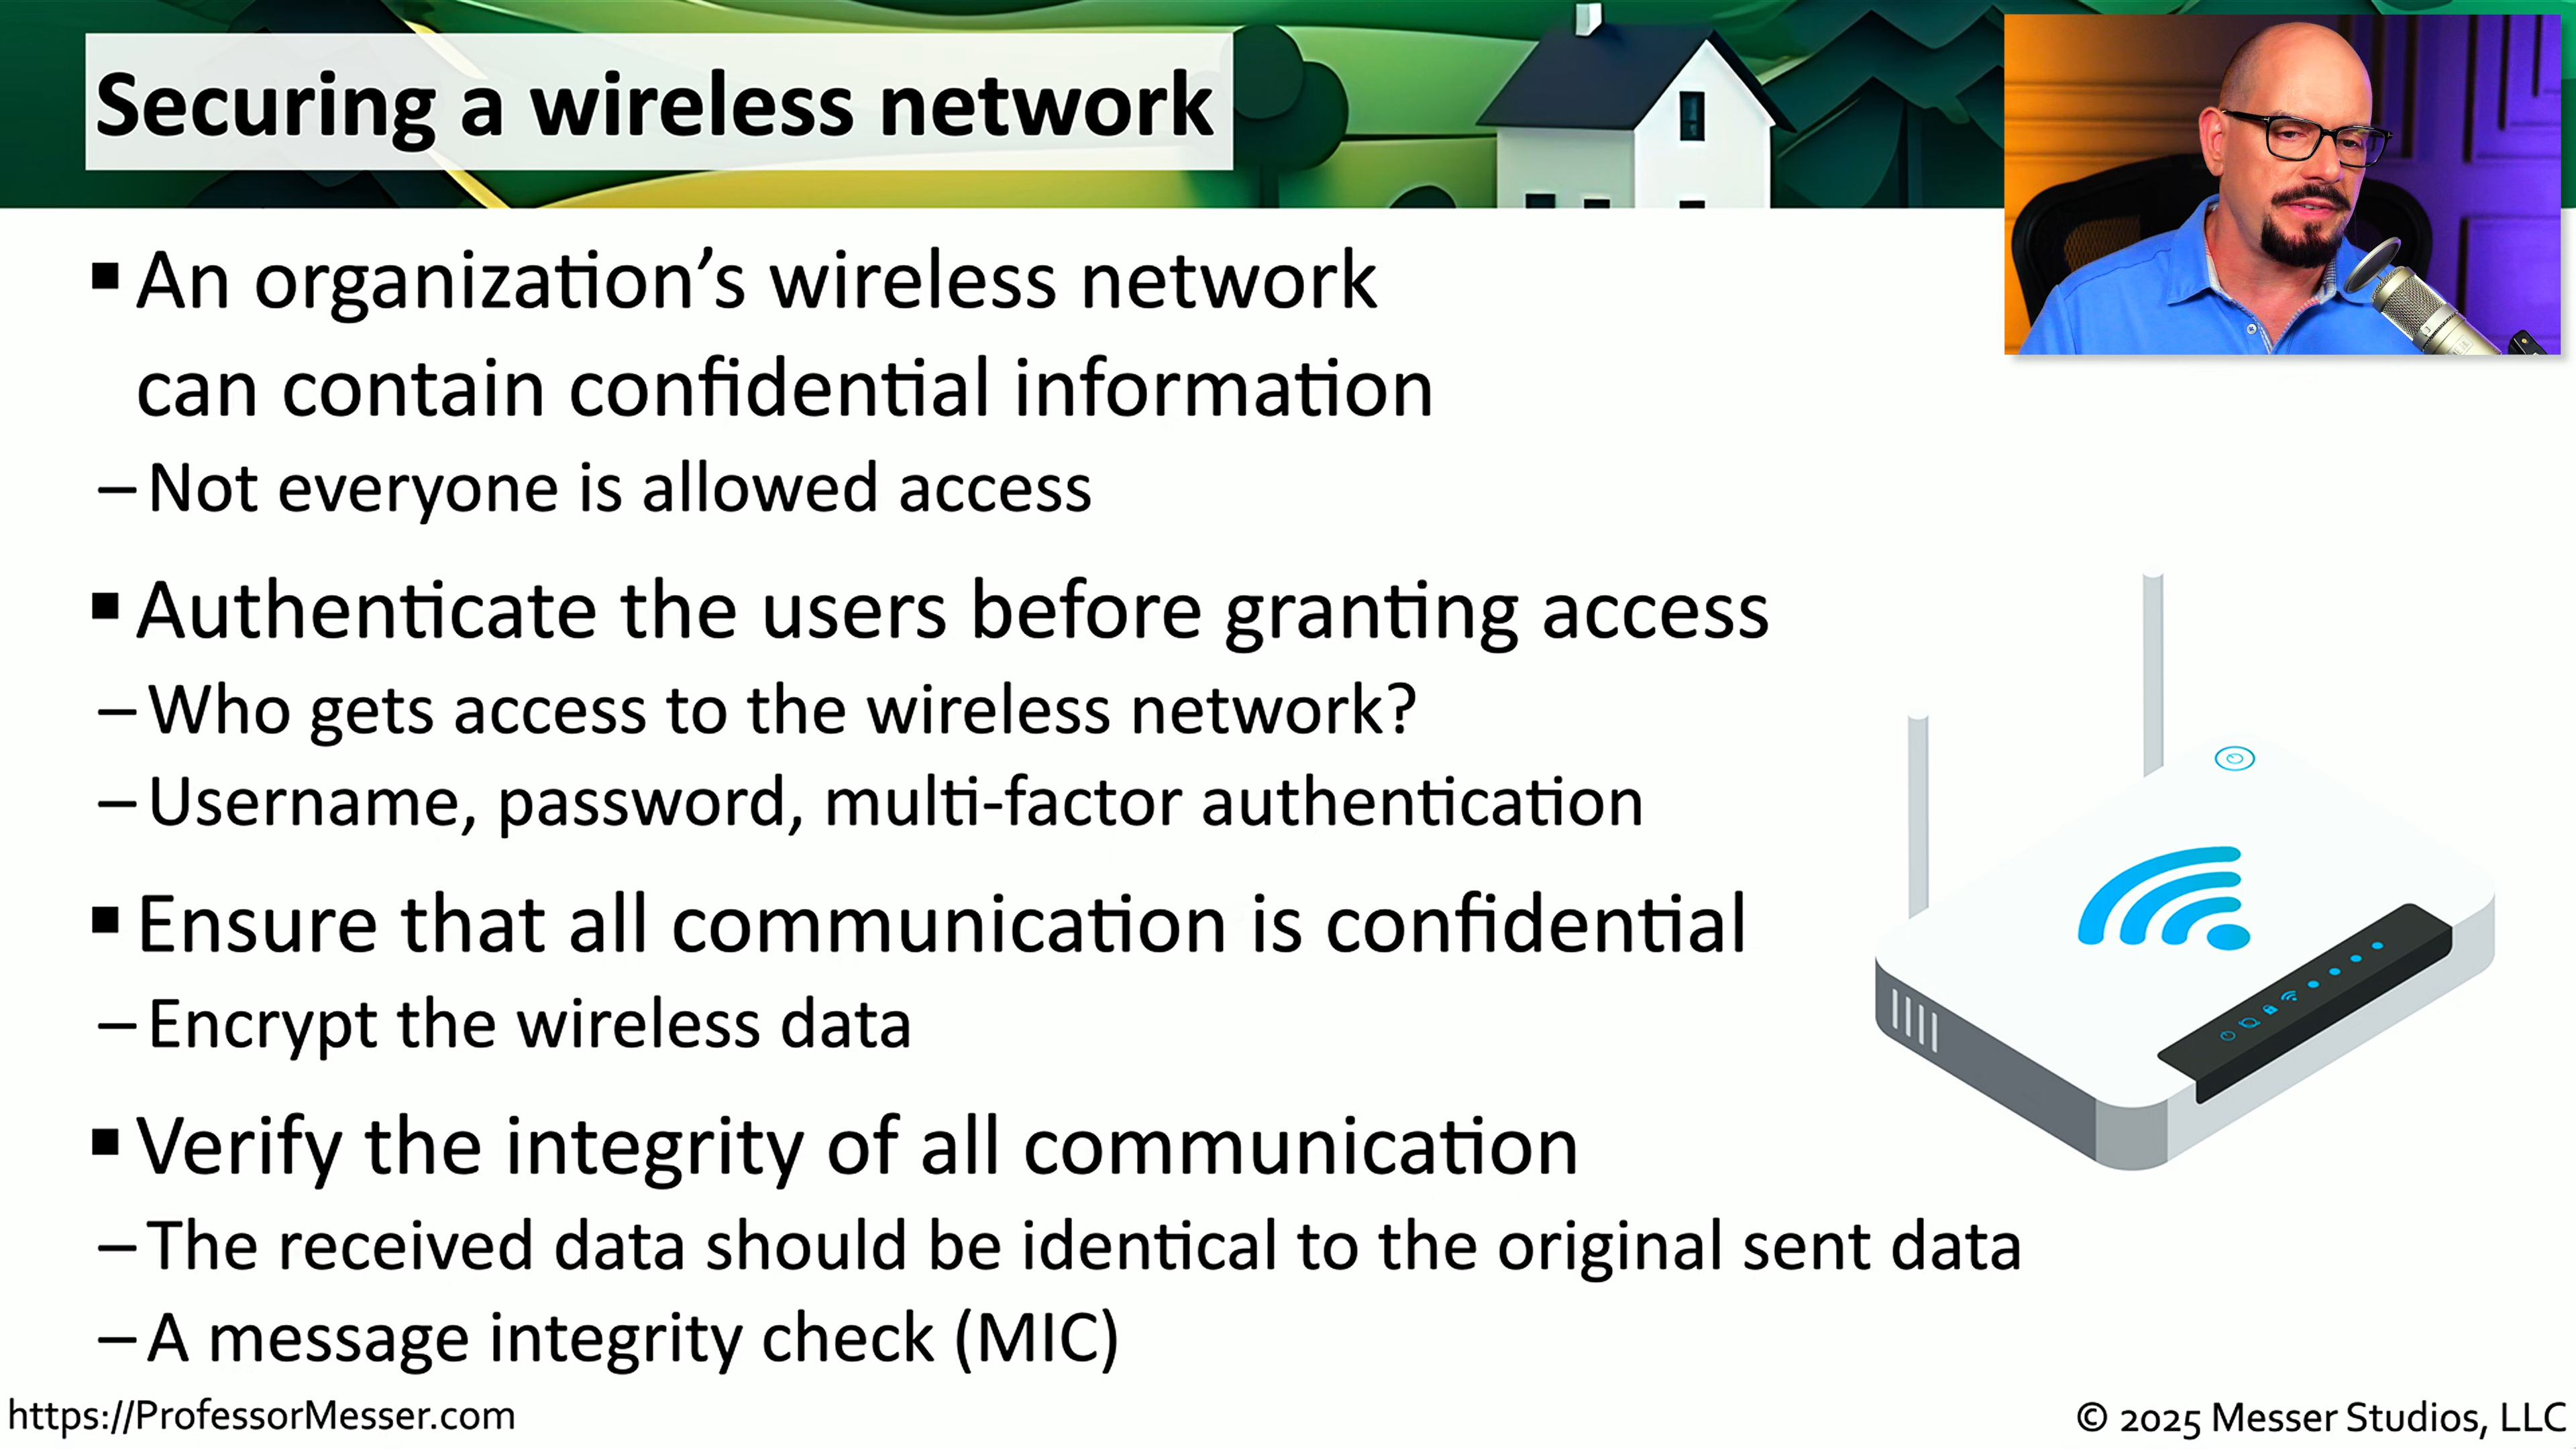 Securing a wireless network
▪ An organization’s wireless network
can contain confidential information
– Not everyone is allowed access
▪ Authenticate the users before granting access
– Who gets access to the wireless network?
– Username, password, multi-factor authentication
▪ Ensure that all communication is confidential
– Encrypt the wireless data
▪ Verify the integrity of all communication
– The received data should be identical to the original sent data
– A message integrity check (MIC)
https://ProfessorMesser.com
© 2025 Messer Studios, LLC